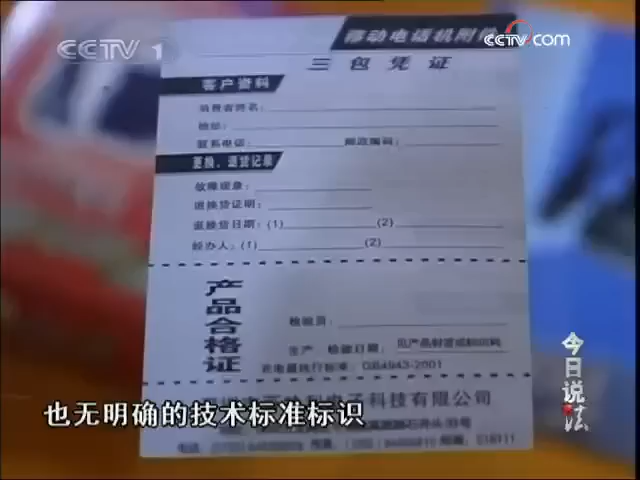 CCTV 1
CCTV.com
移动电话机附件
三包凭证
客户资料
消费者姓名:
地址:
联系电话: 邮政编码:
更换、退货记录
故障现象:
退换货证明:
退换货日期: (1) (2)
经办人: (1) (2)
产品合格证
检验员:
生产 检验日期: 见产品封签或标识码
充电器执行标准: GB4943-2001
子科技有限公司
518111
也无明确的技术标准标识
今日说法